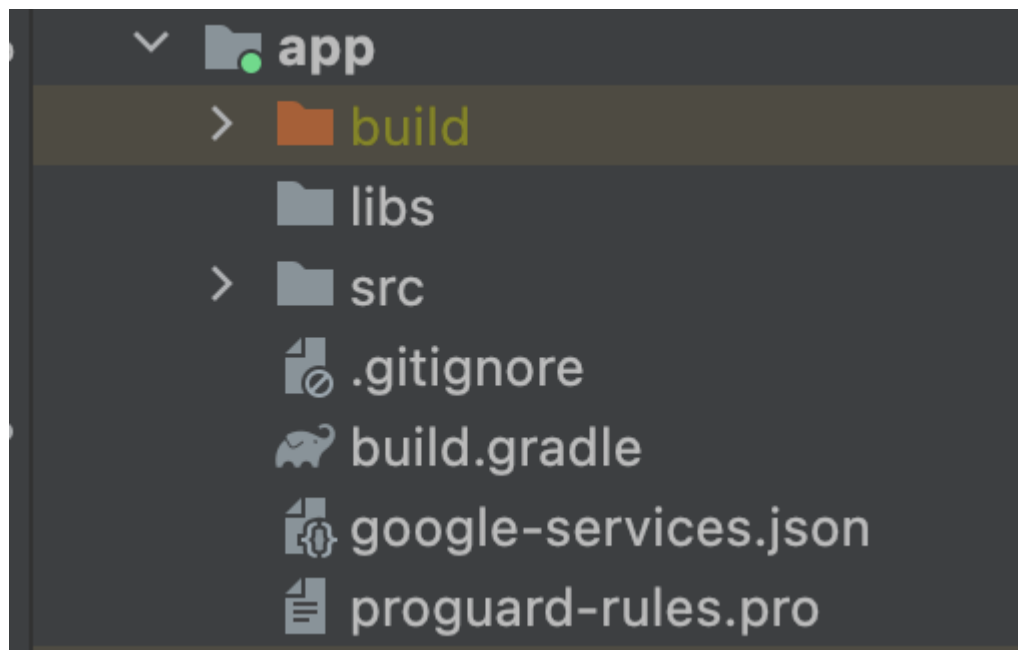 app
build
libs
src
.gitignore
build.gradle
google-services.json
proguard-rules.pro